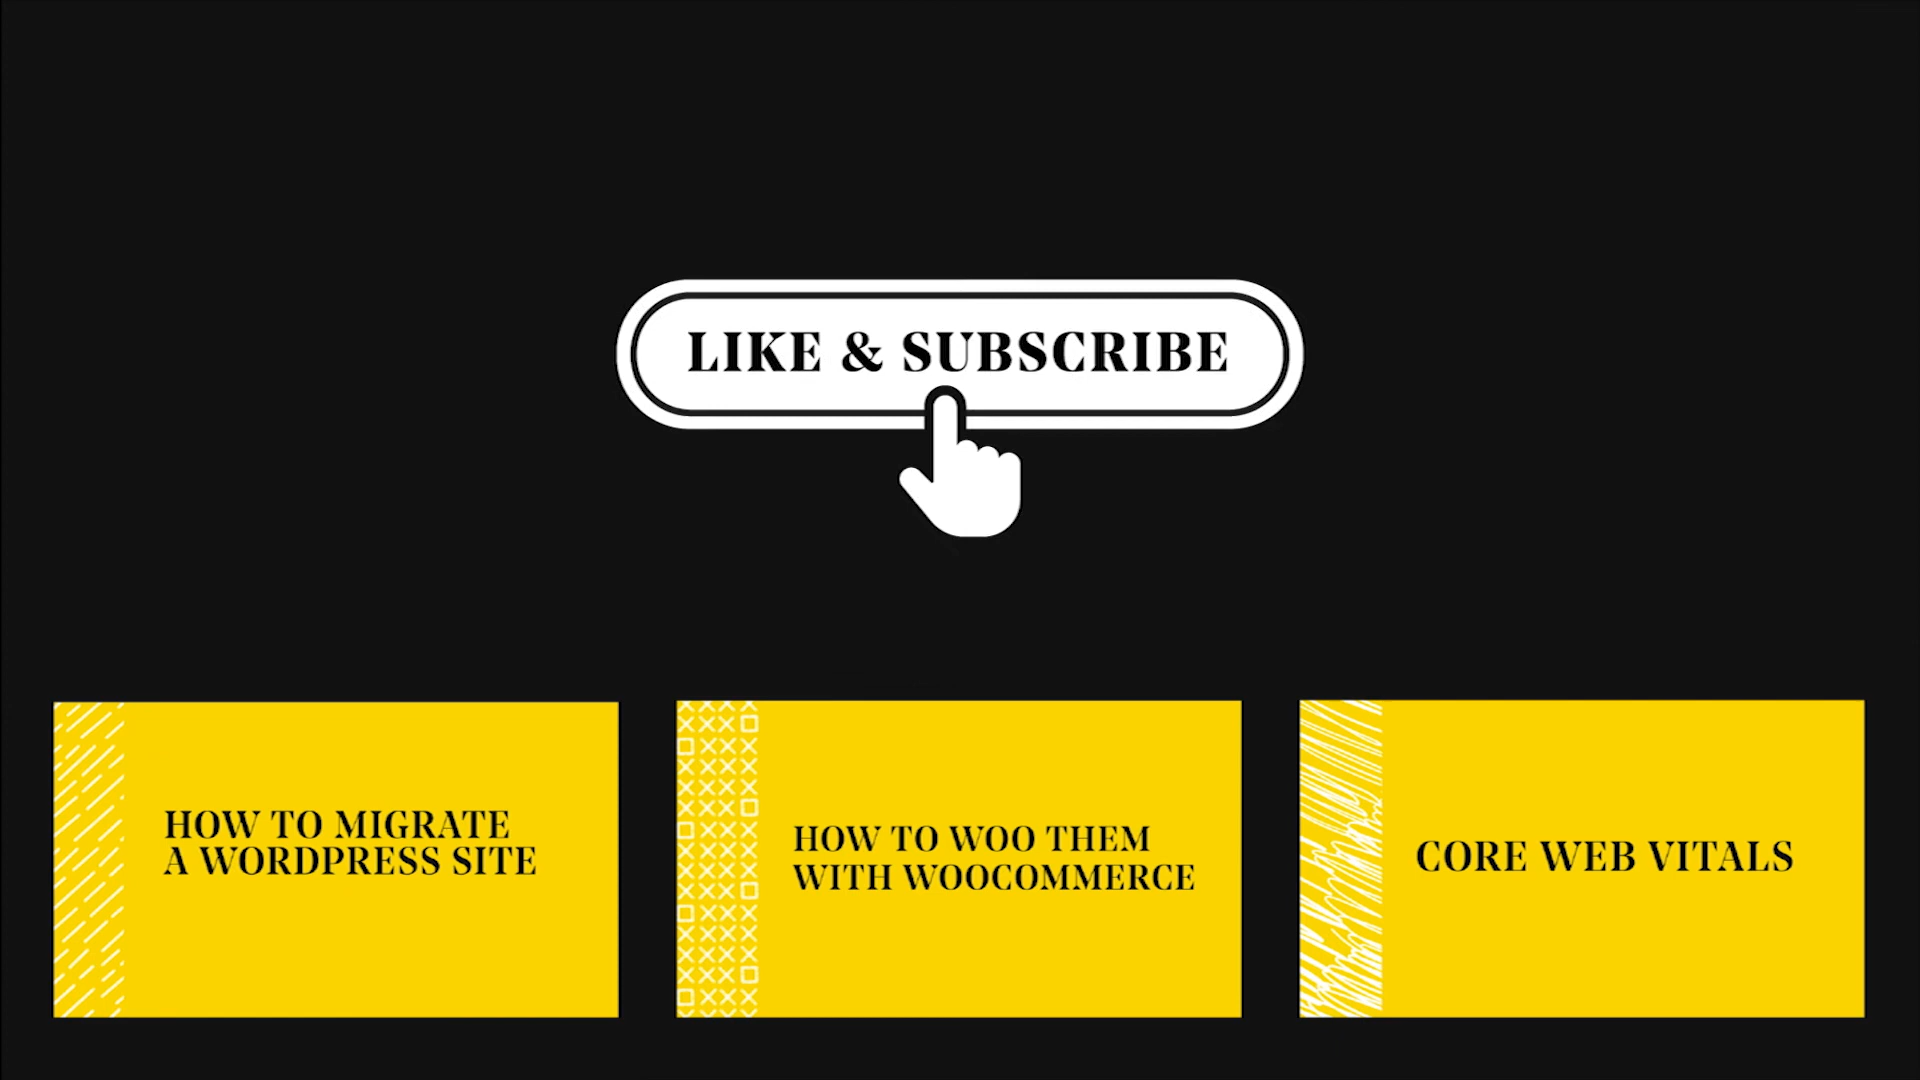 LIKE & SUBSCRIBE
HOW TO MIGRATE
A WORDPRESS SITE
HOW TO WOO THEM
WITH WOOCOMMERCE
CORE WEB VITALS